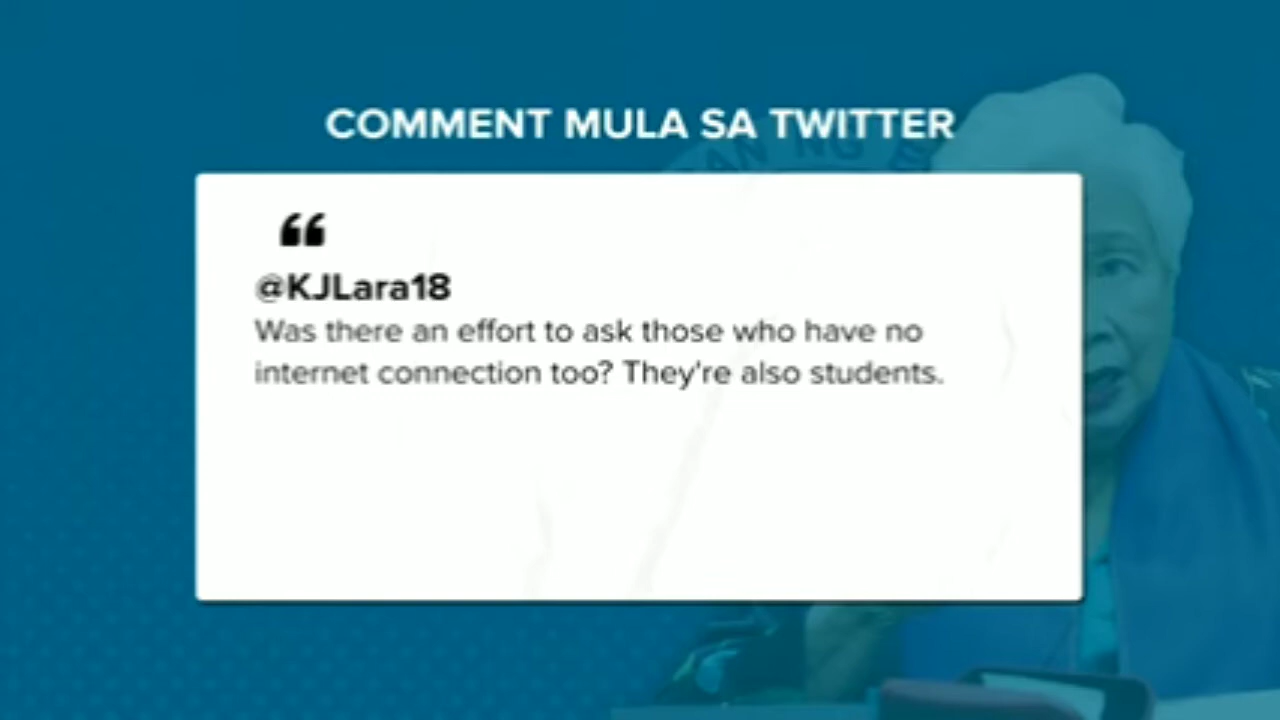 COMMENT MULA SA TWITTER
@KJLara18
Was there an effort to ask those who have no
internet connection too? They're also students.